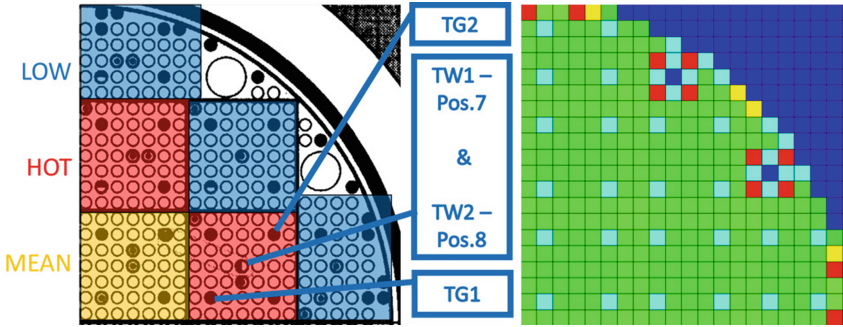 LOW
HOT
MEAN
TG2
TW1 –
Pos.7
&
TW2 –
Pos.8
TG1